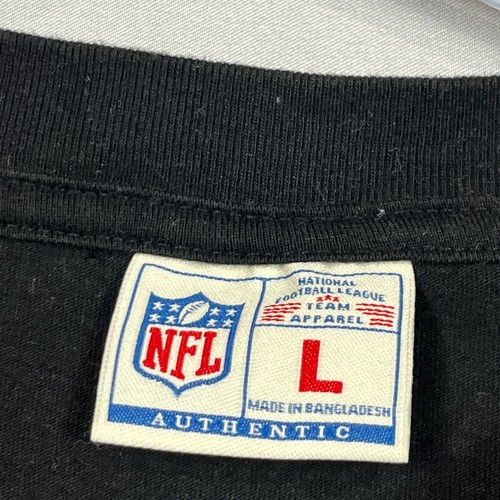 NFL
NATIONAL
FOOTBALL LEAGUE
TEAM
APPAREL
L
MADE IN BANGLADESH
AUTHENTIC